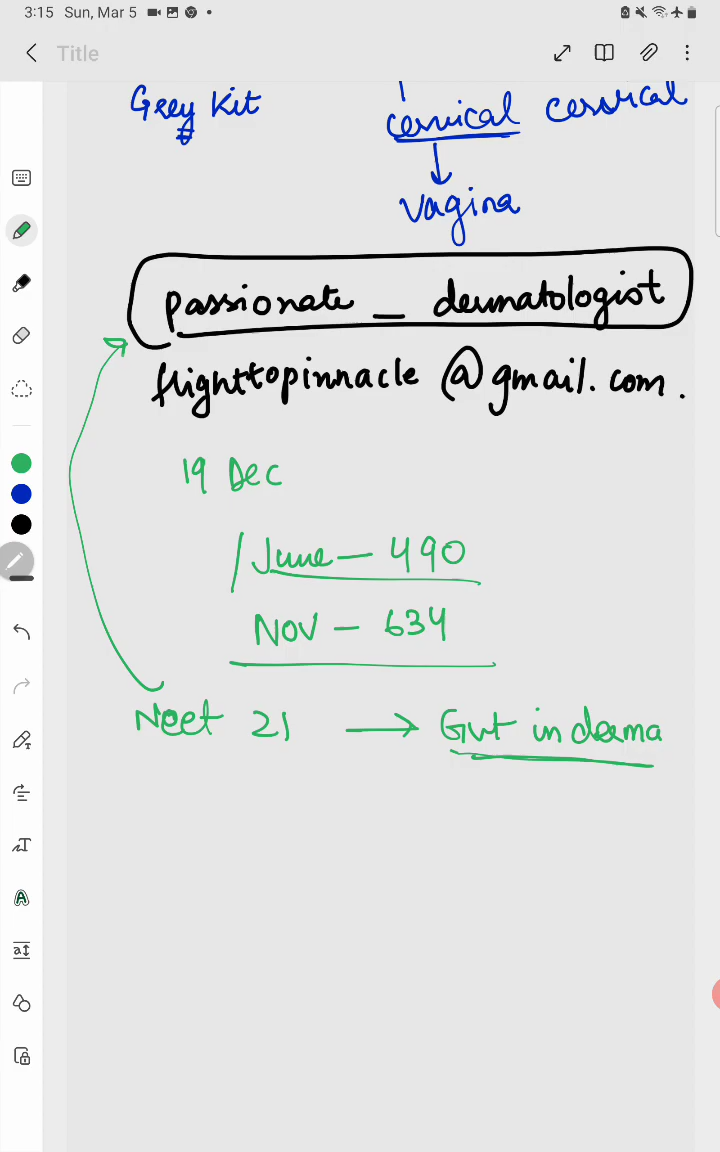 3:15 Sun, Mar 5
Title
Grey Kit
cervical cervical
vagina
passionate _ dermatologist
flighttopinnacle @gmail.com.
19 Dec
June - 490
Nov - 634
Neet 21 → Gvt in derma